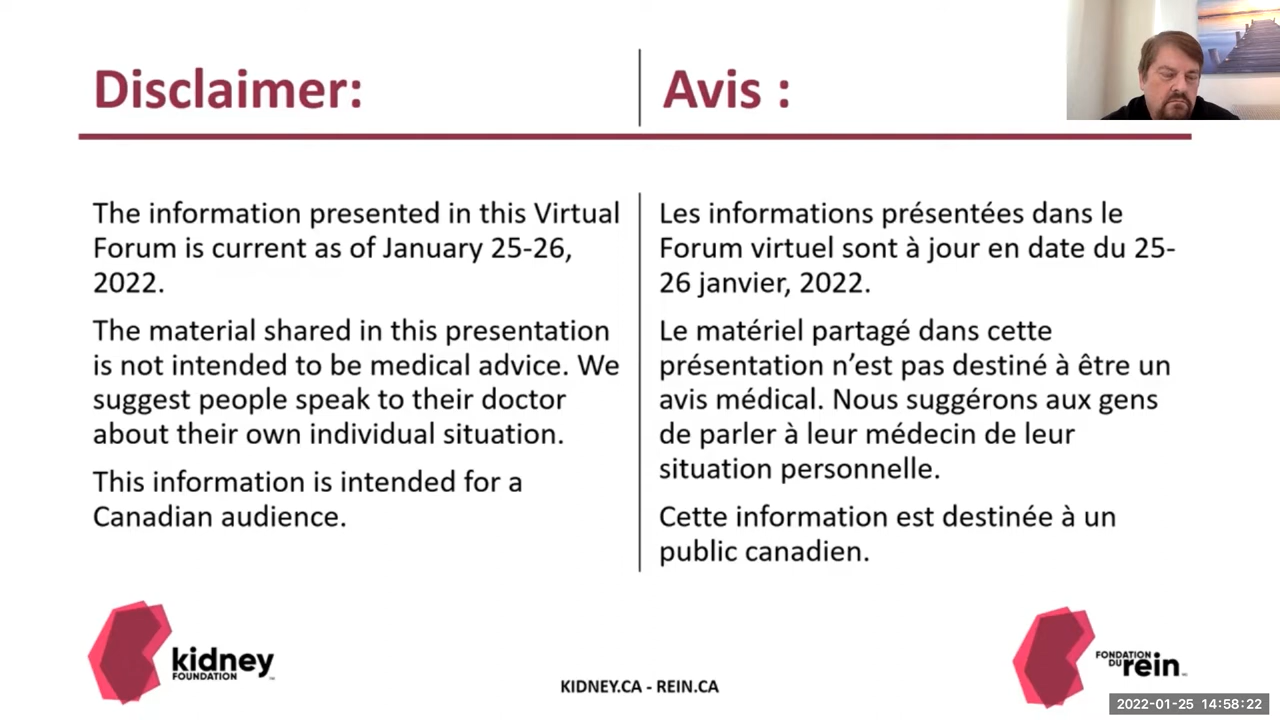 Disclaimer:
The information presented in this Virtual
Forum is current as of January 25-26,
2022.
The material shared in this presentation
is not intended to be medical advice. We
suggest people speak to their doctor
about their own individual situation.
This information is intended for a
Canadian audience.
Avis :
Les informations présentées dans le
Forum virtuel sont à jour en date du 25-
26 janvier, 2022.
Le matériel partagé dans cette
présentation n’est pas destiné à être un
avis médical. Nous suggérons aux gens
de parler à leur médecin de leur
situation personnelle.
Cette information est destinée à un
public canadien.
kidney
FOUNDATION
KIDNEY.CA - REIN.CA
FONDATION
DU rein
2022-01-25 14:58:22